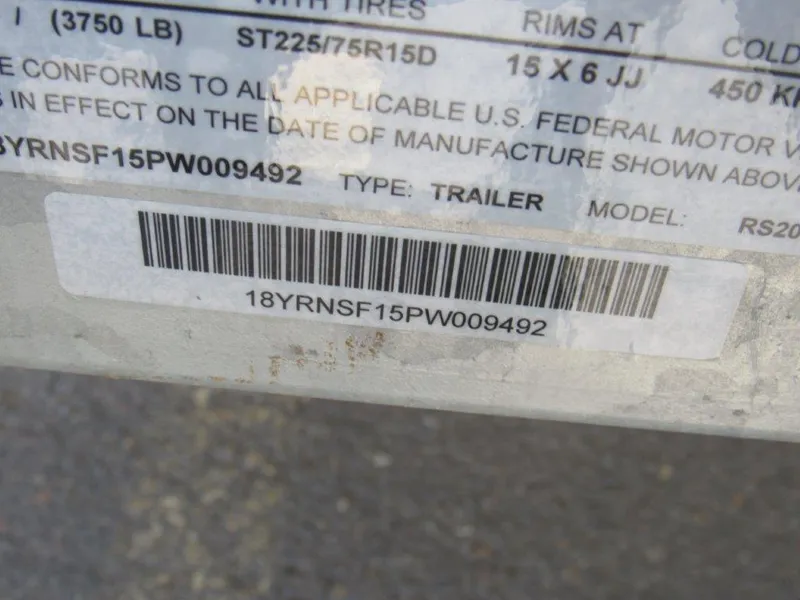 WITH TIRES RIMS AT COLD
(3750 LB) ST225/75R15D 15 X 6 JJ 450
CONFORMS TO ALL APPLICABLE U.S. FEDERAL MOTOR
IN EFFECT ON THE DATE OF MANUFACTURE SHOWN
8YRNSF15PW009492 TYPE: TRAILER MODEL: RS20
18YRNSF15PW009492